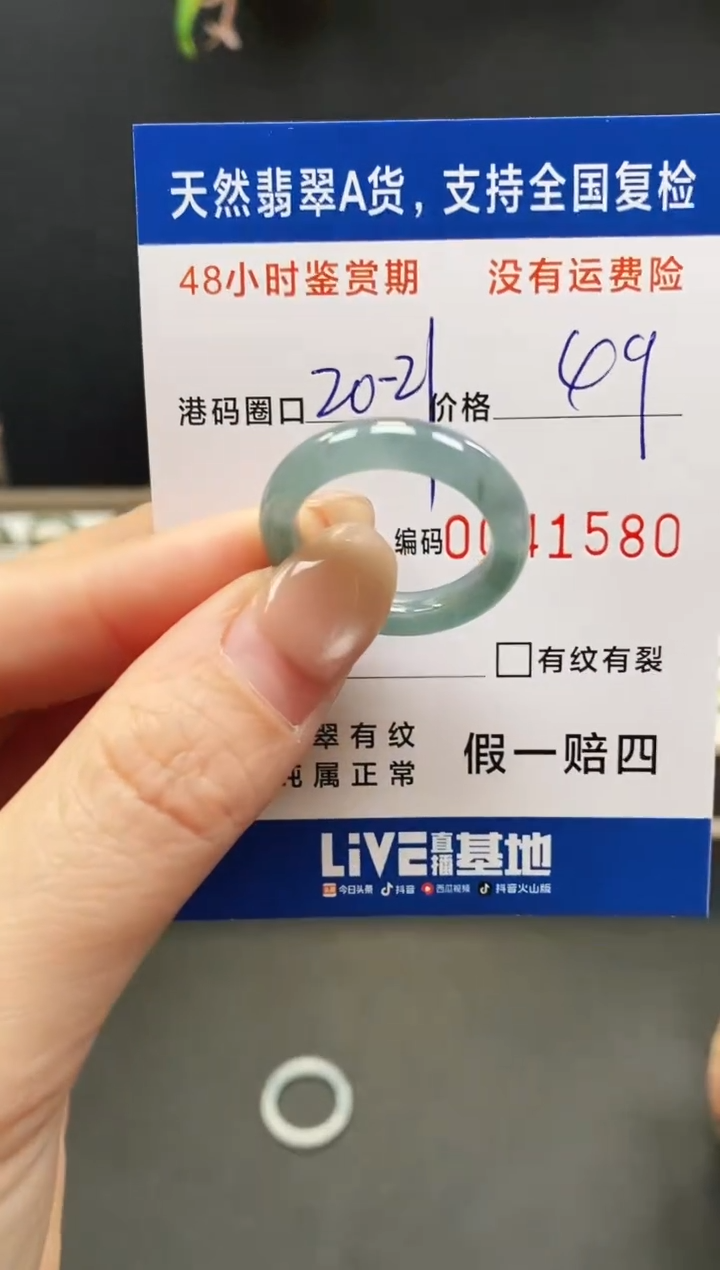 天然翡翠A货，支持全国复检
48小时鉴赏期 没有运费险
港码圈口 20-21 价格 49
编码 41580
□有纹有裂
翠有纹 假一赔四
纯属正常
LiVE直播基地
今日头条 抖音 西瓜视频 抖音火山版